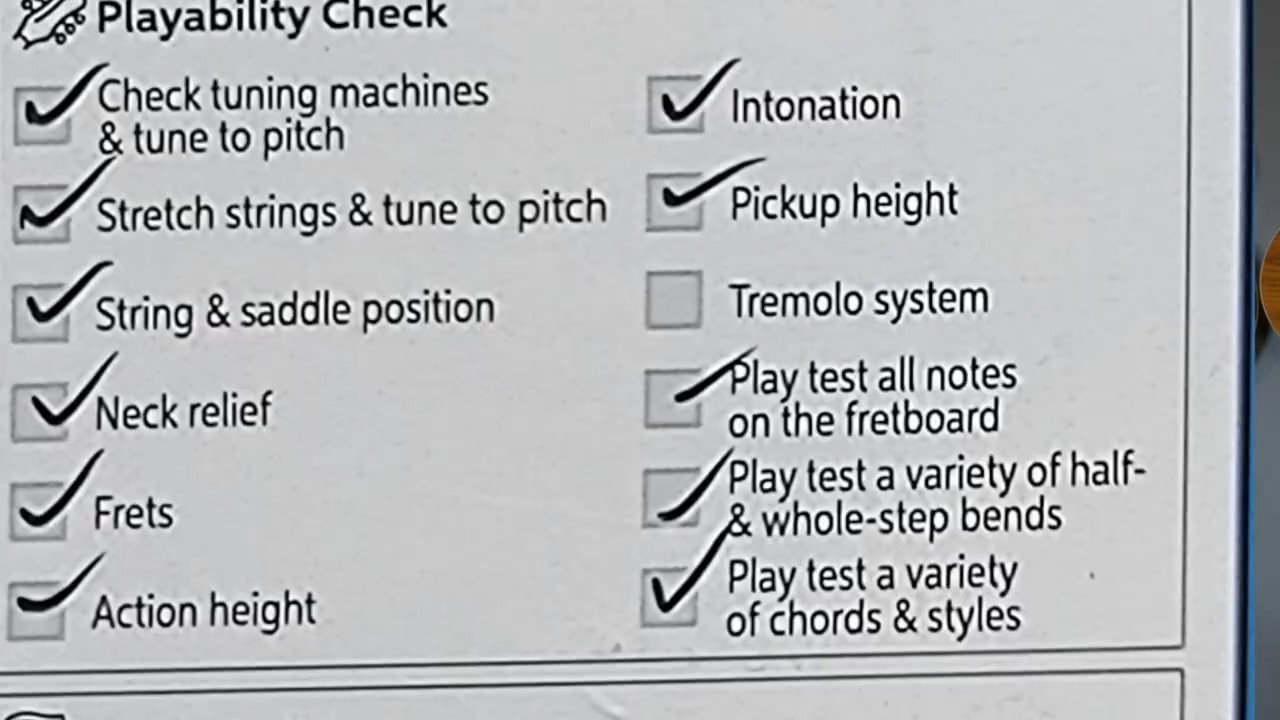 Playability Check
Check tuning machines
& tune to pitch
Stretch strings & tune to pitch
String & saddle position
Neck relief
Frets
Action height
Intonation
Pickup height
Tremolo system
Play test all notes
on the fretboard
Play test a variety of half-
& whole-step bends
Play test a variety
of chords & styles